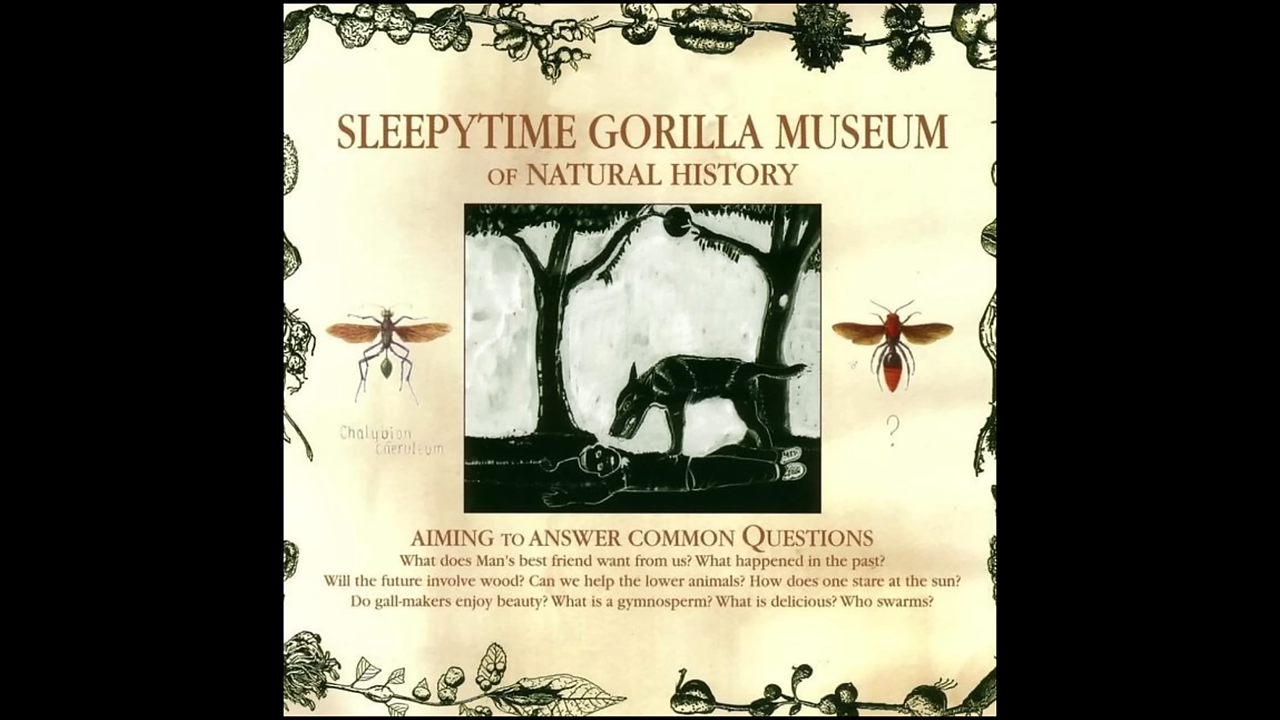 SLEEPYTIME GORILLA MUSEUM
OF NATURAL HISTORY
Chalybion
caeruleum
?
AIMING TO ANSWER COMMON QUESTIONS
What does Man's best friend want from us? What happened in the past?
Will the future involve wood? Can we help the lower animals? How does one stare at the sun?
Do gall-makers enjoy beauty? What is a gymnosperm? What is delicious? Who swarms?